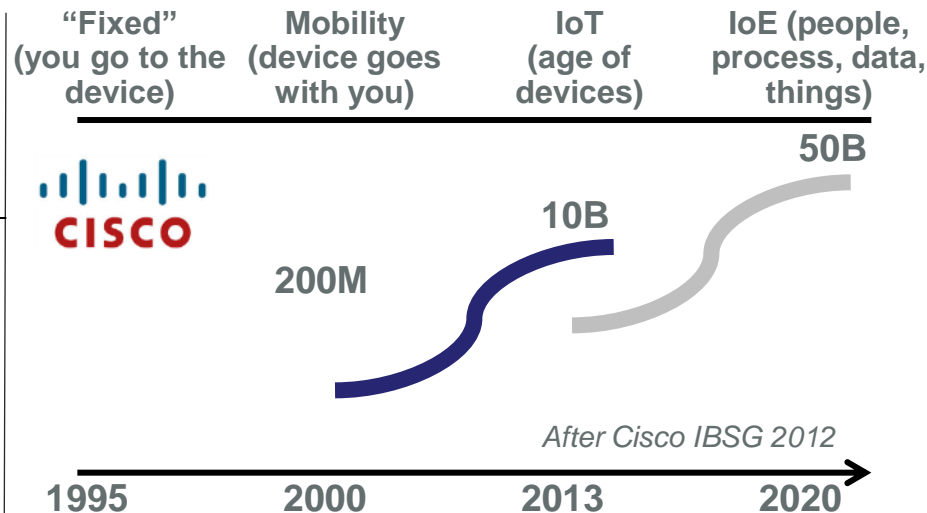 “Fixed”
(you go to the
device)
Mobility
(device goes
with you)
IoT
(age of
devices)
IoE (people,
process, data,
things)
50B
CISCO
10B
200M
After Cisco IBSG 2012
1995
2000
2013
2020